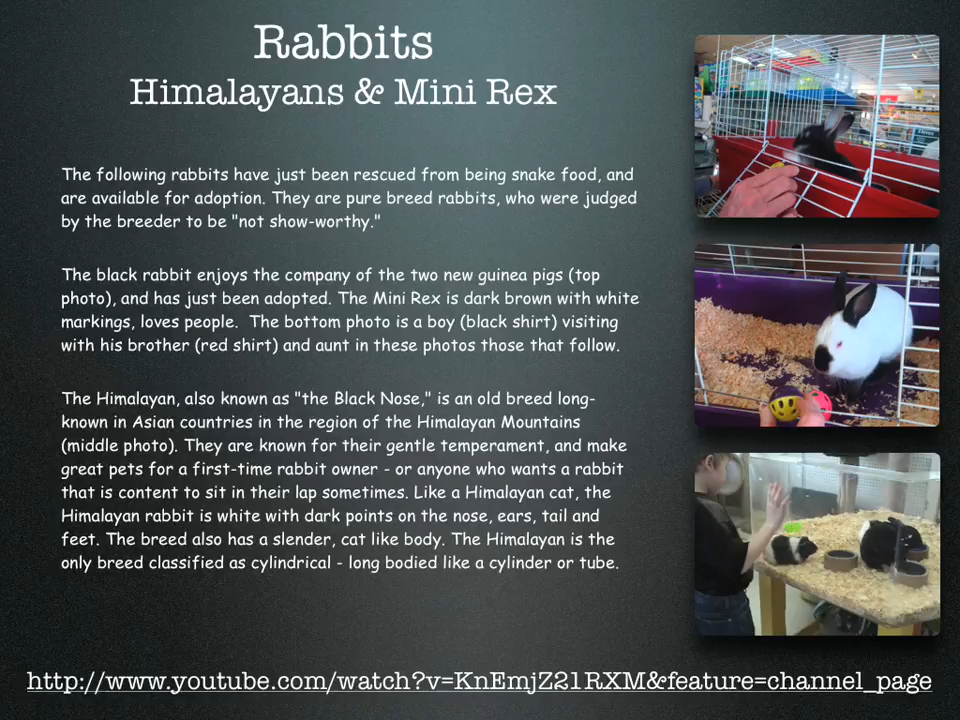 Rabbits
Himalayans & Mini Rex
The following rabbits have just been rescued from being snake food, and
are available for adoption. They are pure breed rabbits, who were judged
by the breeder to be "not show-worthy."
The black rabbit enjoys the company of the two new guinea pigs (top
photo), and has just been adopted. The Mini Rex is dark brown with white
markings, loves people.  The bottom photo is a boy (black shirt) visiting
with his brother (red shirt) and aunt in these photos those that follow.
The Himalayan, also known as "the Black Nose," is an old breed long-
known in Asian countries in the region of the Himalayan Mountains
(middle photo). They are known for their gentle temperament, and make
great pets for a first-time rabbit owner - or anyone who wants a rabbit
that is content to sit in their lap sometimes. Like a Himalayan cat, the
Himalayan rabbit is white with dark points on the nose, ears, tail and
feet. The breed also has a slender, cat like body. The Himalayan is the
only breed classified as cylindrical - long bodied like a cylinder or tube.
http://www.youtube.com/watch?v=KnEmjZ21RXM&feature=channel_page